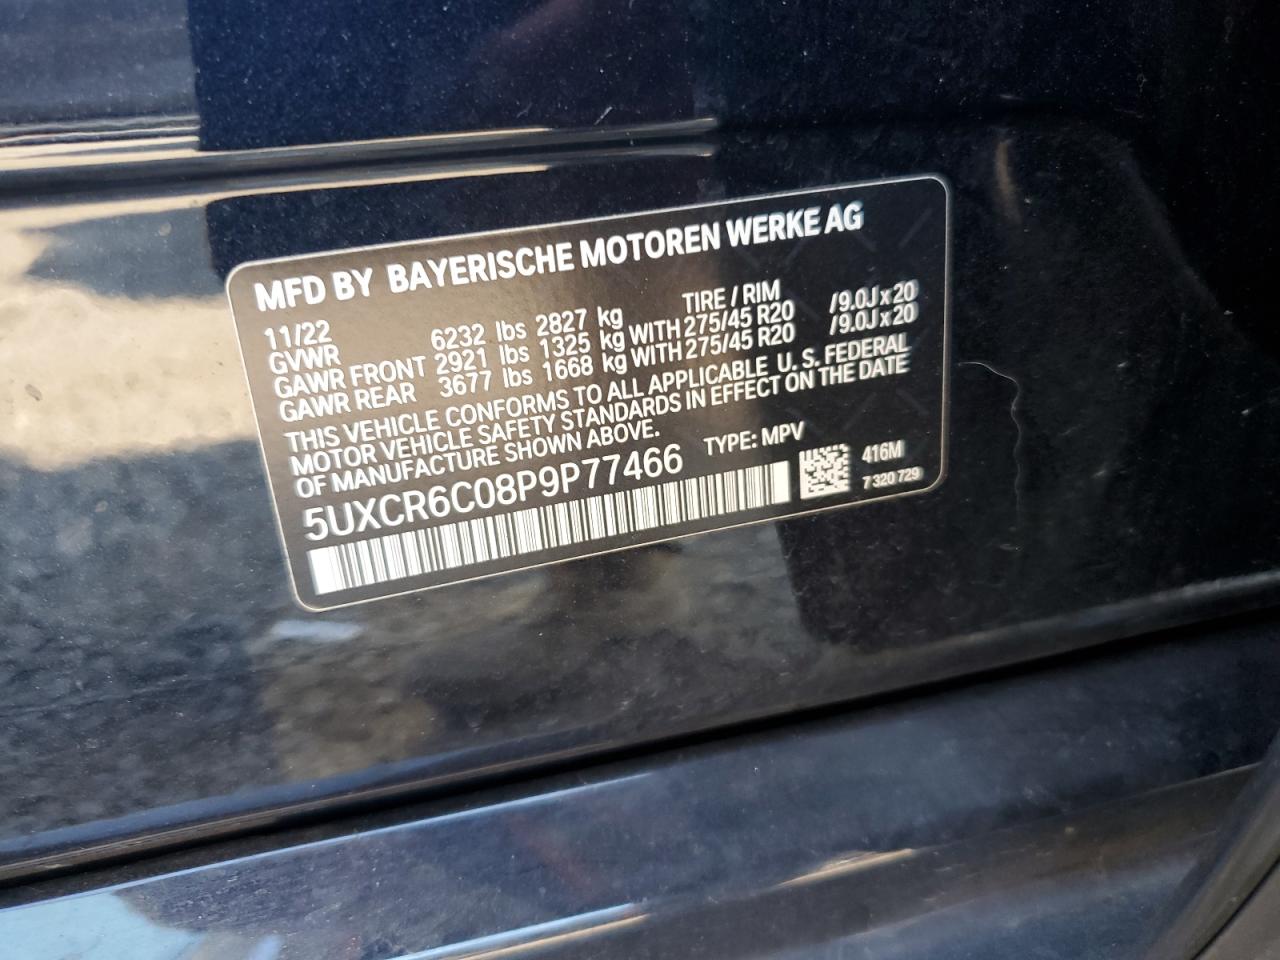 MFD BY BAYERISCHE MOTOREN WERKE AG
11/22 TIRE / RIM
GVWR 6232 lbs 2827 kg
GAWR FRONT 2921 lbs 1325 kg WITH 275/45 R20 /9.0J x 20
GAWR REAR 3677 lbs 1668 kg WITH 275/45 R20 /9.0J x 20
THIS VEHICLE CONFORMS TO ALL APPLICABLE U. S. FEDERAL
MOTOR VEHICLE SAFETY STANDARDS IN EFFECT ON THE DATE
OF MANUFACTURE SHOWN ABOVE.
5UXCR6C08P9P77466 TYPE: MPV
416M
7 320 729